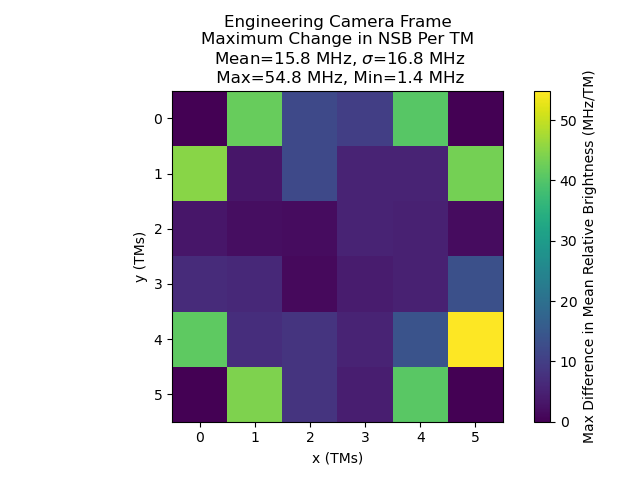 Engineering Camera Frame
Maximum Change in NSB Per TM
Mean=15.8 MHz, σ=16.8 MHz
Max=54.8 MHz, Min=1.4 MHz
0
1
2
3
4
5
y (TMs)
0 1 2 3 4 5
x (TMs)
50
40
30
20
10
0
Max Difference in Mean Relative Brightness (MHz/TM)